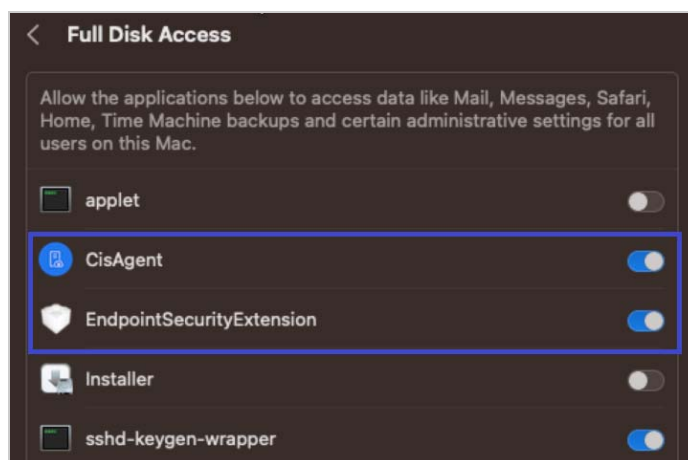 Full Disk Access
Allow the applications below to access data like Mail, Messages, Safari,
Home, Time Machine backups and certain administrative settings for all
users on this Mac.
applet
CisAgent
EndpointSecurityExtension
Installer
sshd-keygen-wrapper